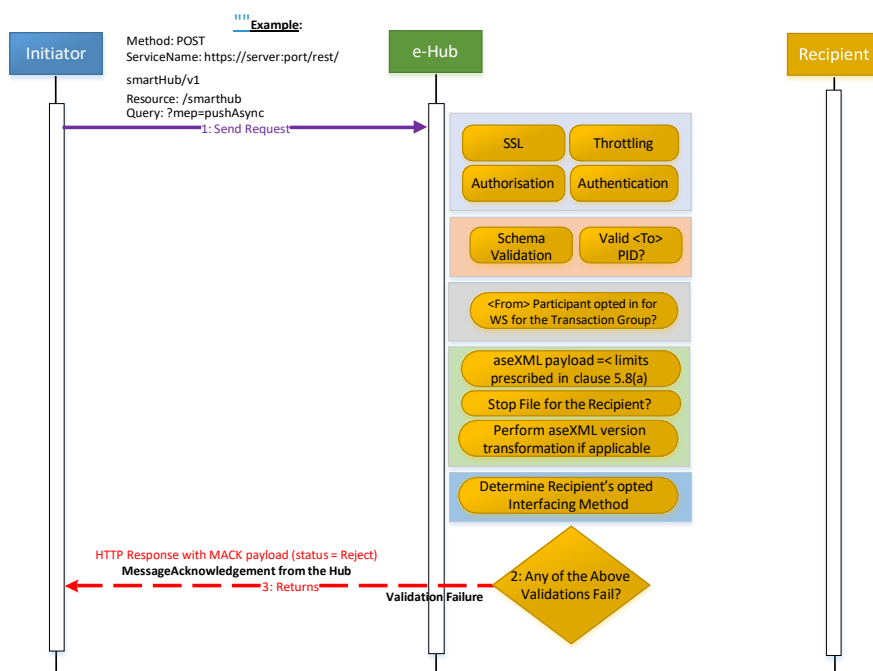 ""Example:
Initiator
Method: POST
ServiceName: https://server:port/rest/
smartHub/v1
Resource: /smarthub
Query: ?mep=pushAsync
e-Hub
Recipient
1: Send Request
SSL
Throttling
Authorisation
Authentication
Schema
Validation
Valid <To>
PID?
<From> Participant opted in for
WS for the Transaction Group?
aseXML payload =< limits
prescribed in clause 5.8(a)
Stop File for the Recipient?
Perform aseXML version
transformation if applicable
Determine Recipient’s opted
Interfacing Method
2: Any of the Above
Validations Fail?
HTTP Response with MACK payload (status = Reject)
MessageAcknowledgement from the Hub
3: Returns
Validation Failure